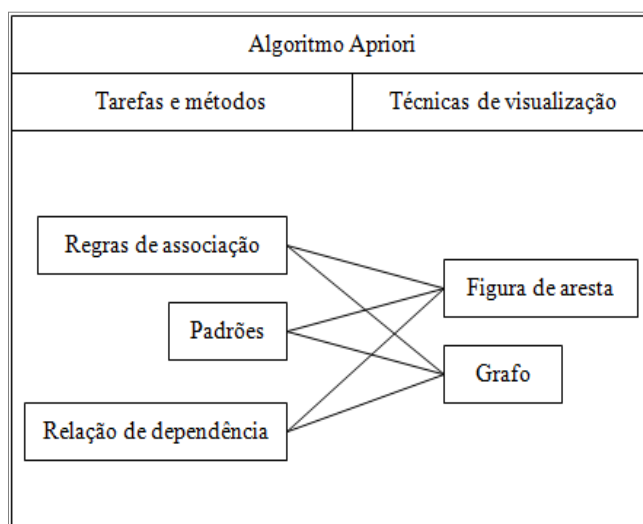 Algoritmo Apriori
Tarefas e métodos
Técnicas de visualização
Regras de associação
Figura de aresta
Padrões
Grafo
Relação de dependência